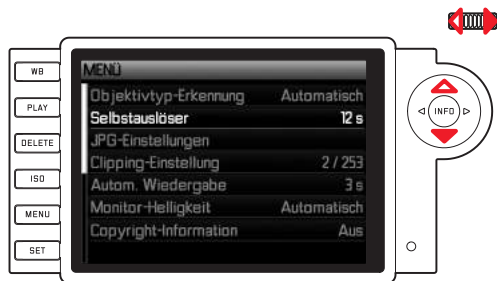 WB
PLAY
DELETE
ISO
MENU
SET
MENÜ
Objektivtyp-Erkennung Automatisch
Selbstauslöser 12 s
JPG-Einstellungen
Clipping-Einstellung 2 / 253
Autom. Wiedergabe 3 s
Monitor-Helligkeit Automatisch
Copyright-Information Aus
INFO